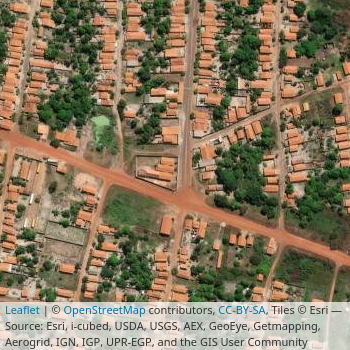 Leaflet | © OpenStreetMap contributors, CC-BY-SA, Tiles © Esri —
Source: Esri, i-cubed, USDA, USGS, AEX, GeoEye, Getmapping,
Aerogrid, IGN, IGP, UPR-EGP, and the GIS User Community